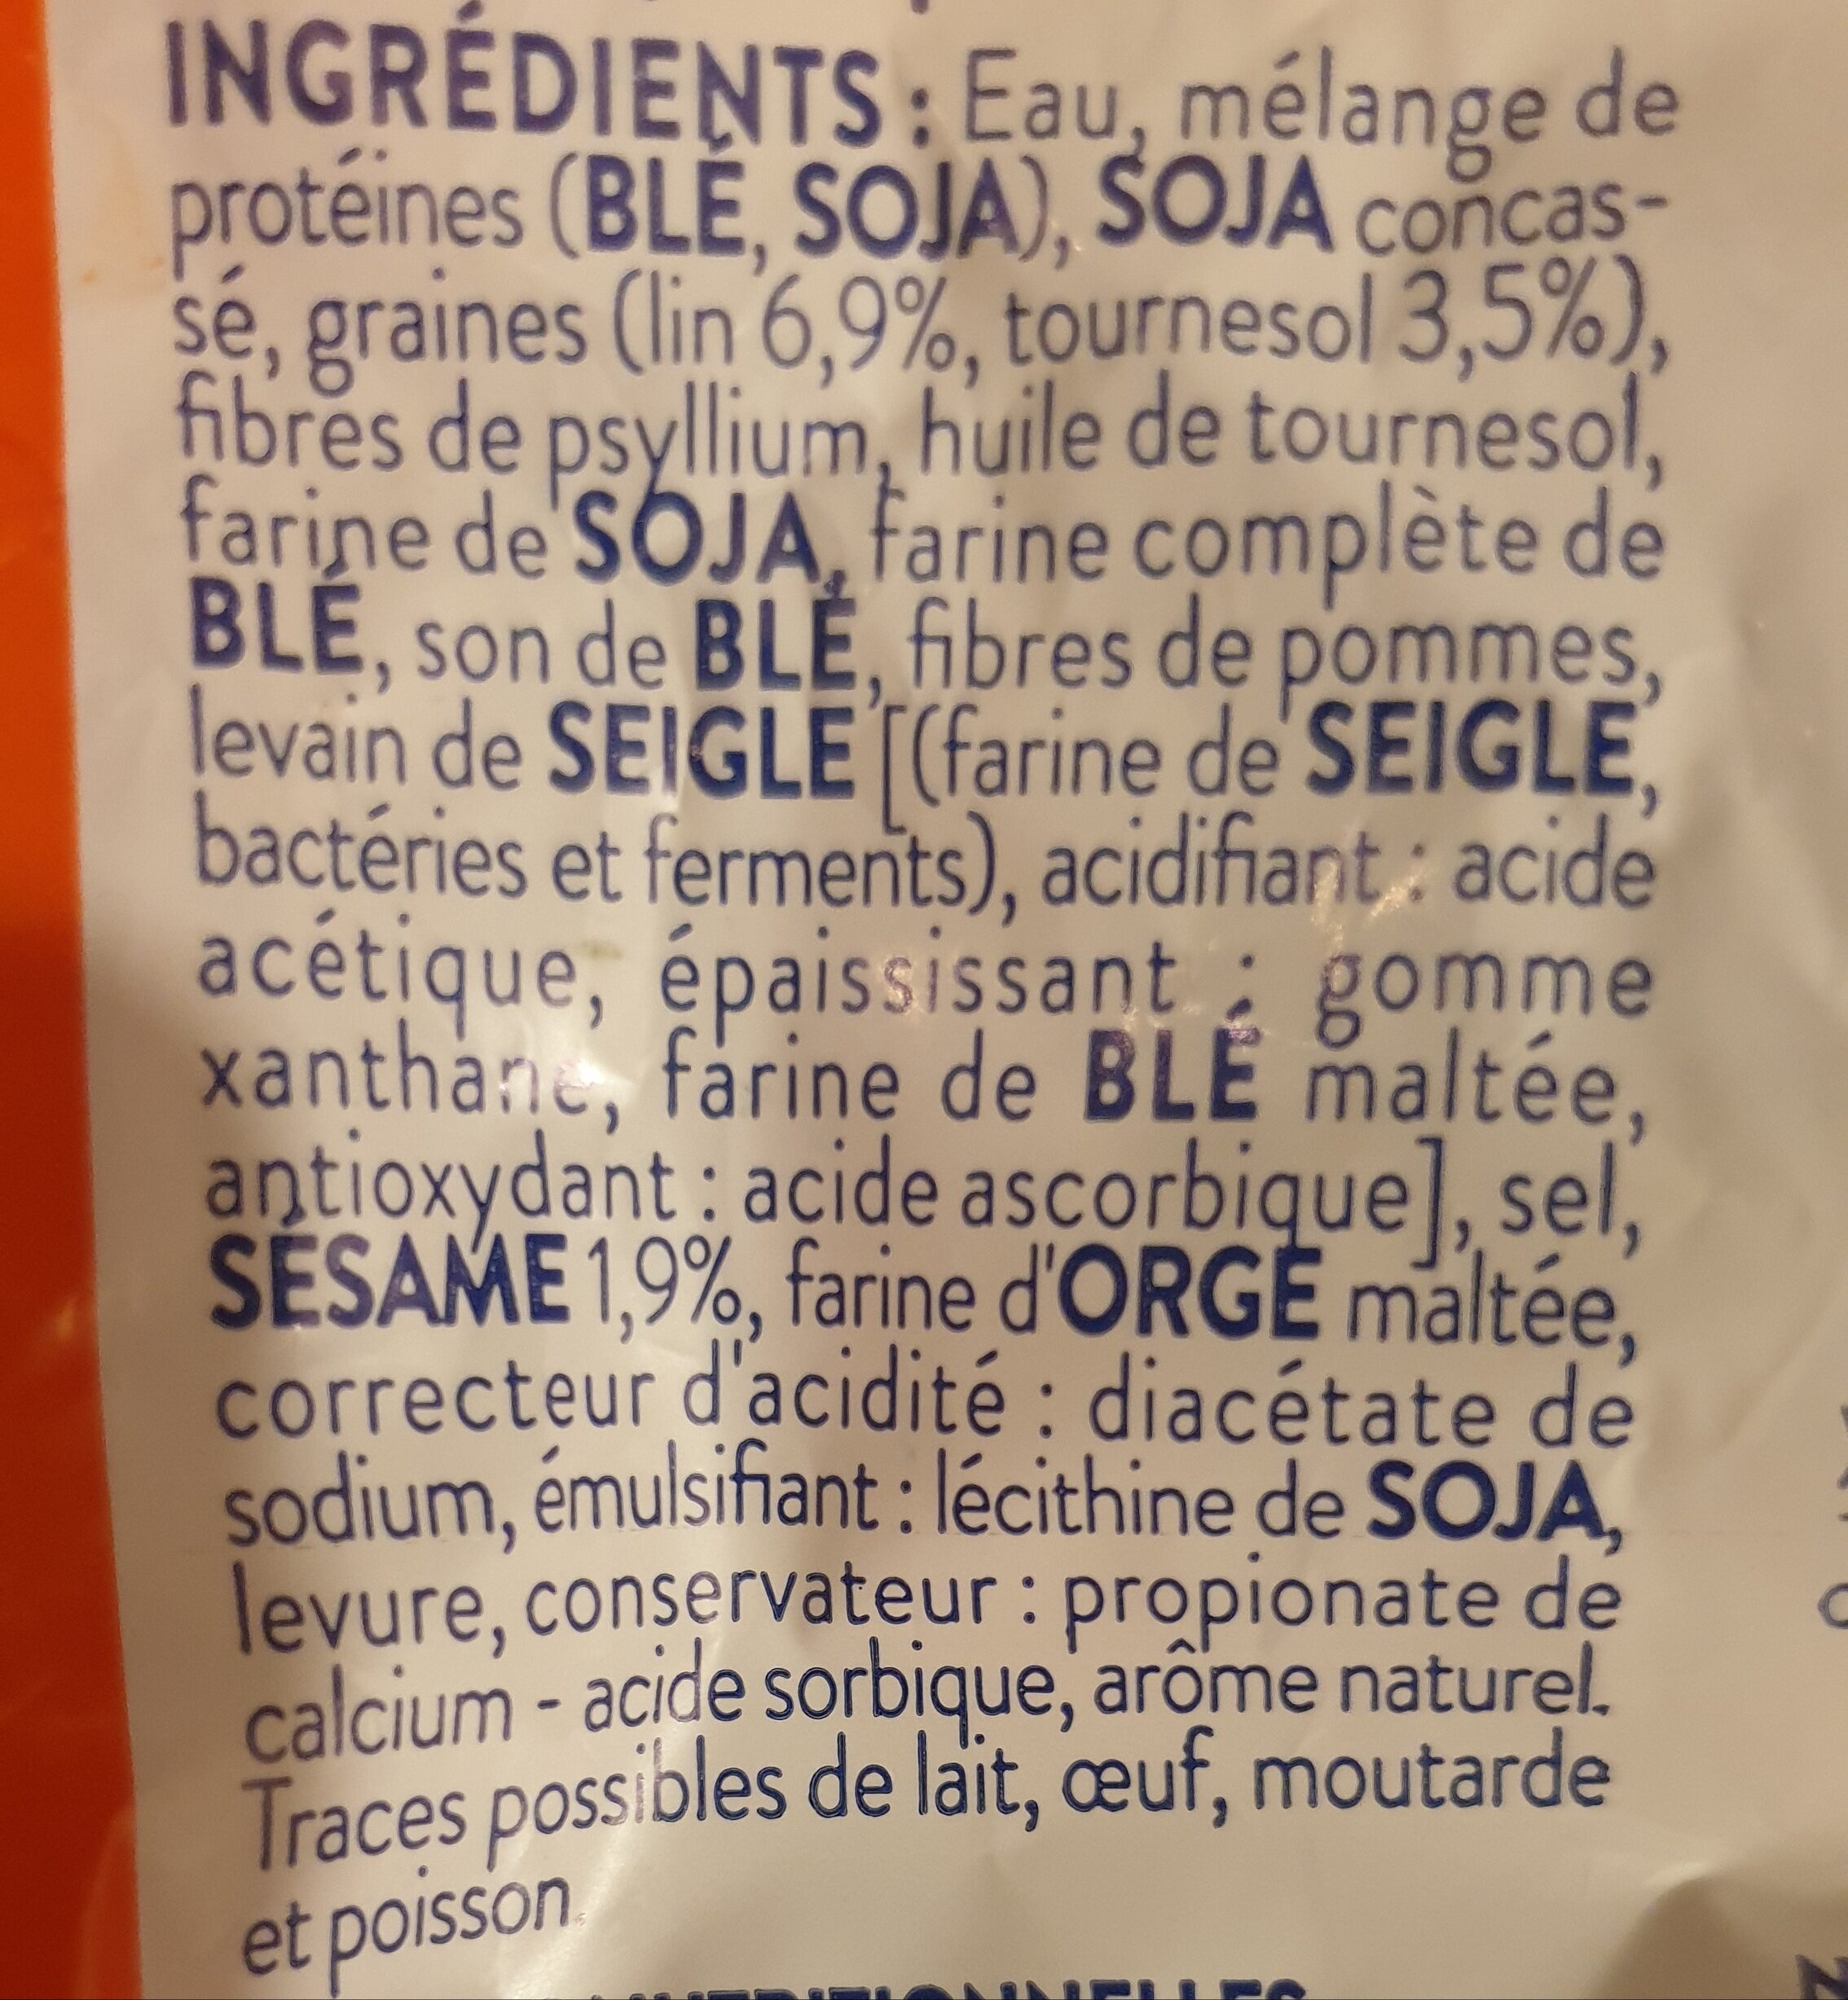 INGRÉDIENTS : Eau, mélange de
protéines (BLÉ, SOJA), SOJA concas-
sé, graines (lin 6,9%, tournesol 3,5%),
fibres de psyllium, huile de tournesol,
farine de SOJA, farine complète de
BLÉ, son de BLÉ, fibres de pommes,
levain de SEIGLE [(farine de SEIGLE,
bactéries et ferments), acidifiant : acide
acétique, épaississant : gomme
xanthane, farine de BLÉ maltée,
antioxydant : acide ascorbique], sel,
SÉSAME 1,9%, farine d'ORGE maltée,
correcteur d'acidité : diacétate de
sodium, émulsifiant : lécithine de SOJA,
levure, conservateur : propionate de
calcium - acide sorbique, arôme naturel.
Traces possibles de lait, œuf, moutarde
et poisson.